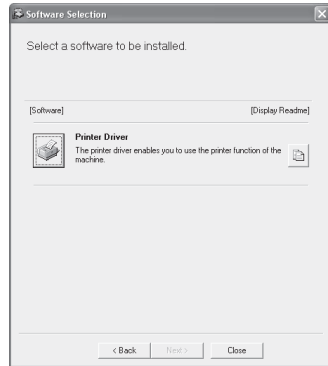 Software Selection
Select a software to be installed.
[Software] [Display Readme]
Printer Driver
The printer driver enables you to use the printer function of the
machine.
< Back Next > Close